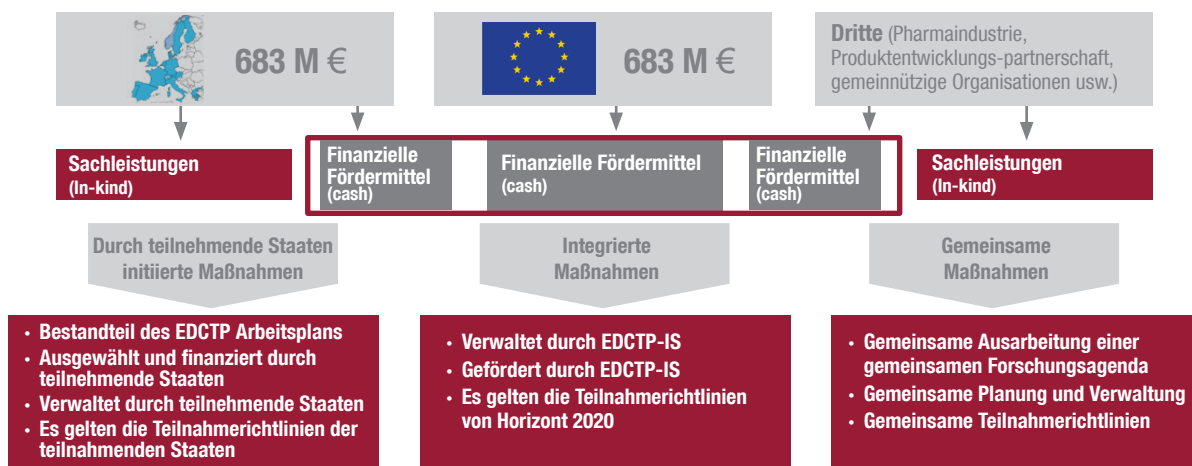 683 M €
683 M €
Dritte (Pharmaindustrie,
Produktentwicklungs-partnerschaft,
gemeinnützige Organisationen usw.)
Sachleistungen
(In-kind)
Finanzielle
Fördermittel
(cash)
Finanzielle Fördermittel
(cash)
Finanzielle
Fördermittel
(cash)
Sachleistungen
(In-kind)
Durch teilnehmende Staaten
initiierte Maßnahmen
Integrierte
Maßnahmen
Gemeinsame
Maßnahmen
• Bestandteil des EDCTP Arbeitsplans
• Ausgewählt und finanziert durch
teilnehmende Staaten
• Verwaltet durch teilnehmende Staaten
• Es gelten die Teilnahmerichtlinien der
teilnahmenden Staaten
• Verwaltet durch EDCTP-IS
• Gefördert durch EDCTP-IS
• Es gelten die Teilnahmerichtlinien
von Horizont 2020
• Gemeinsame Ausarbeitung einer
gemeinsamen Forschungsagenda
• Gemeinsame Planung und Verwaltung
• Gemeinsame Teilnahmerichtlinien